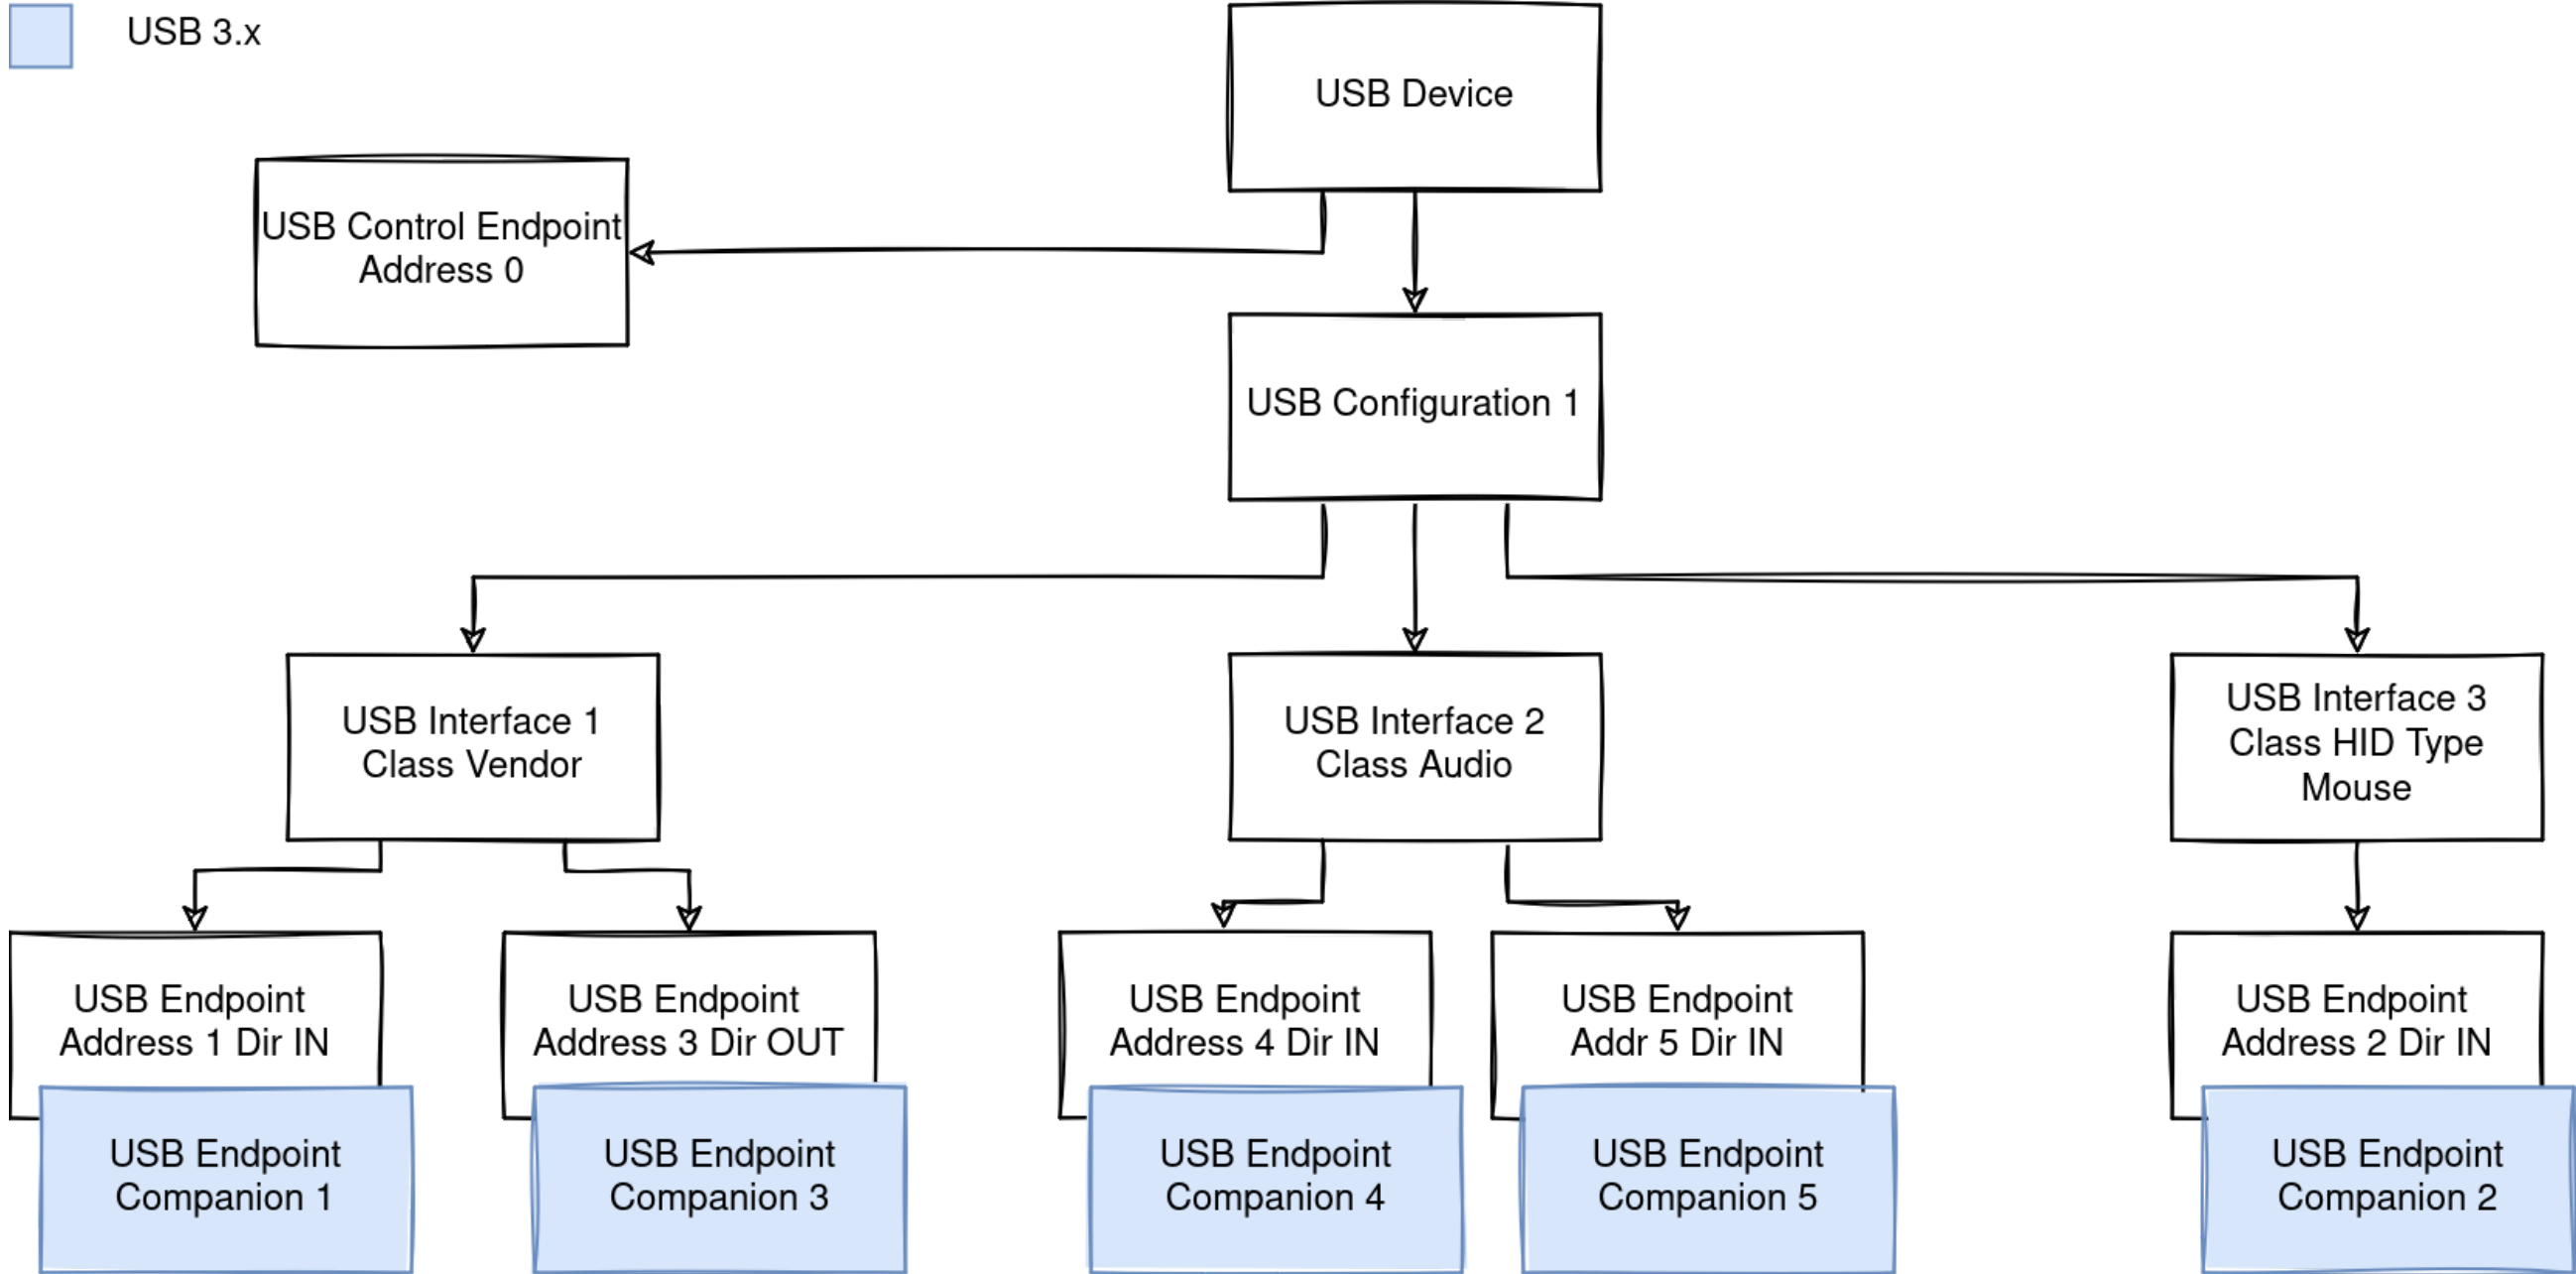 USB 3.x
USB Device
USB Control Endpoint
Address 0
USB Configuration 1
USB Interface 1
Class Vendor
USB Interface 2
Class Audio
USB Interface 3
Class HID Type
Mouse
USB Endpoint
Address 1 Dir IN
USB Endpoint
Address 3 Dir OUT
USB Endpoint
Address 4 Dir IN
USB Endpoint
Addr 5 Dir IN
USB Endpoint
Address 2 Dir IN
USB Endpoint
Companion 1
USB Endpoint
Companion 3
USB Endpoint
Companion 4
USB Endpoint
Companion 5
USB Endpoint
Companion 2